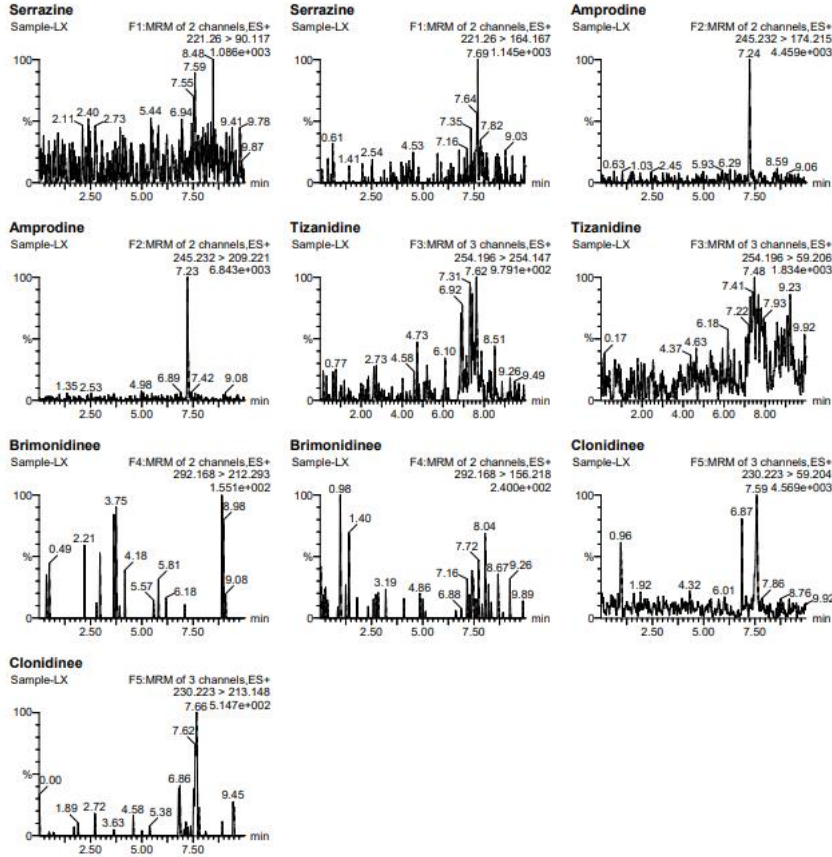 Serrazine
Sample-LX
F1:MRM of 2 channels,ES+
221.26 > 90.117
8.48 1.086e+003
100
7.59
7.55
2.11 2.40 2.73 5.44 6.94 9.41 9.78
9.87
%
0
2.50 5.00 7.50 min
Serrazine
Sample-LX
F1:MRM of 2 channels,ES+
221.26 > 164.167
7.69 1.145e+003
100
7.64
7.35 7.82
0.61 1.41 2.54 4.53 7.16 9.03
%
0
2.50 5.00 7.50 min
Amprodine
Sample-LX
F2:MRM of 2 channels,ES+
245.232 > 174.215
7.24 4.459e+003
100
%
0.63 1.03 2.45 5.93 6.29 8.59 9.06
0
2.50 5.00 7.50 min
Amprodine
Sample-LX
F2:MRM of 2 channels,ES+
245.232 > 209.221
7.23 6.843e+003
100
%
1.35 2.53 4.98 6.89 7.42 9.08
0
2.50 5.00 7.50 min
Tizanidine
Sample-LX
F3:MRM of 3 channels,ES+
254.196 > 254.147
7.31 7.62 9.791e+002
100
6.92
4.73 8.51
0.77 2.73 4.58 6.10 9.26 9.49
%
0
2.00 4.00 6.00 8.00 min
Tizanidine
Sample-LX
F3:MRM of 3 channels,ES+
254.196 > 59.206
7.48 1.834e+003
100
7.41 9.23
7.22 7.93
0.17 4.37 4.63 6.18 9.92
%
0
2.00 4.00 6.00 8.00 min
Brimonidinee
Sample-LX
F4:MRM of 2 channels,ES+
292.168 > 212.293
1.551e+002
100
3.75 8.98
0.49 2.21 4.18 5.57 5.81 6.18 9.08
%
0
2.50 5.00 7.50 min
Brimonidinee
Sample-LX
F4:MRM of 2 channels,ES+
292.168 > 156.218
2.400e+002
100
0.98
1.40 8.04
7.72
3.19 4.86 6.88 7.16 8.67 9.26 9.89
%
0
2.50 5.00 7.50 min
Clonidinee
Sample-LX
F5:MRM of 3 channels,ES+
230.223 > 59.204
7.59 4.569e+003
100
6.87
0.96 1.92 4.32 6.01 7.86 8.76 9.92
%
0
2.50 5.00 7.50 min
Clonidinee
Sample-LX
F5:MRM of 3 channels,ES+
230.223 > 213.148
7.66 5.147e+002
100
7.62
0.00 6.86
1.89 2.72 3.63 4.58 5.38 9.45
%
0
2.50 5.00 7.50 min